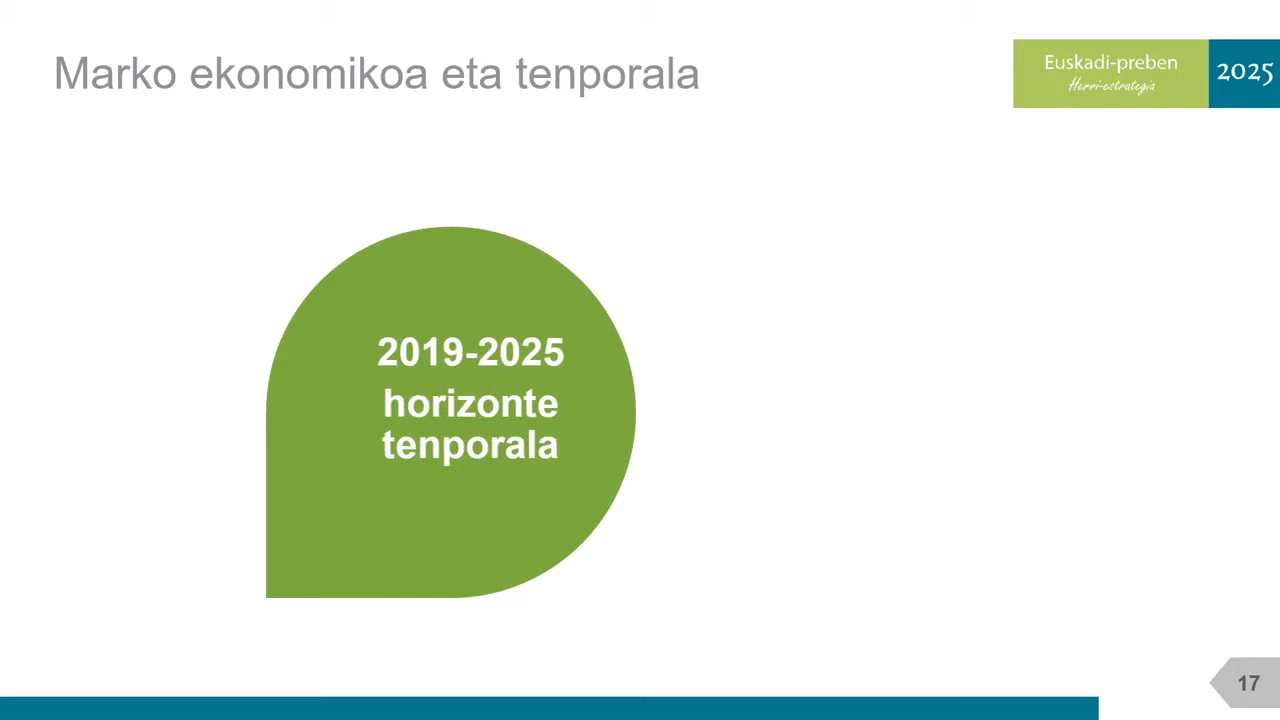 Marko ekonomikoa eta tenporala
Euskadi-preben
Herri-estrategia
2025
2019-2025
horizonte
tenporala
17